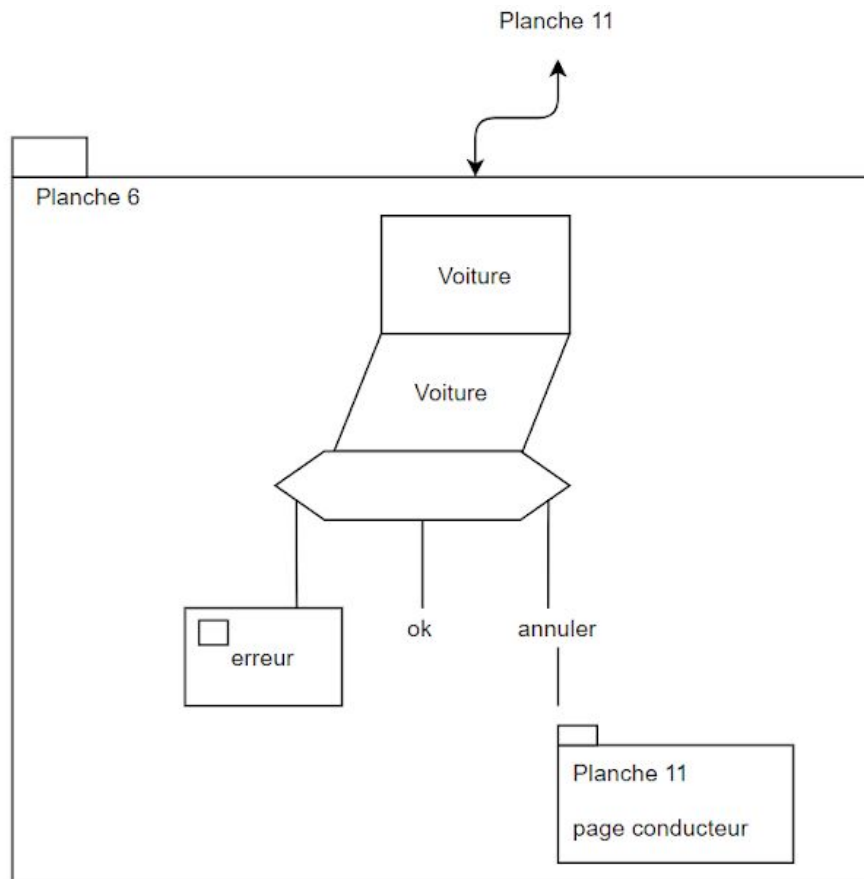 Planche 11
Planche 6
Voiture
Voiture
erreur
ok
annuler
Planche 11
page conducteur